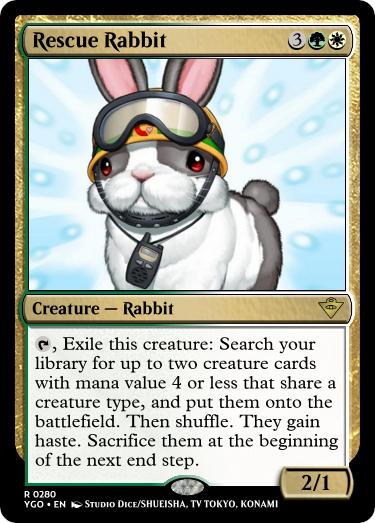 Rescue Rabbit 3
Creature — Rabbit
, Exile this creature: Search your
library for up to two creature cards
with mana value 4 or less that share a
creature type, and put them onto the
battlefield. Then shuffle. They gain
haste. Sacrifice them at the beginning
of the next end step.
2/1
R 0280
YGO • EN Studio Dice/SHUEISHA, TV TOKYO, KONAMI